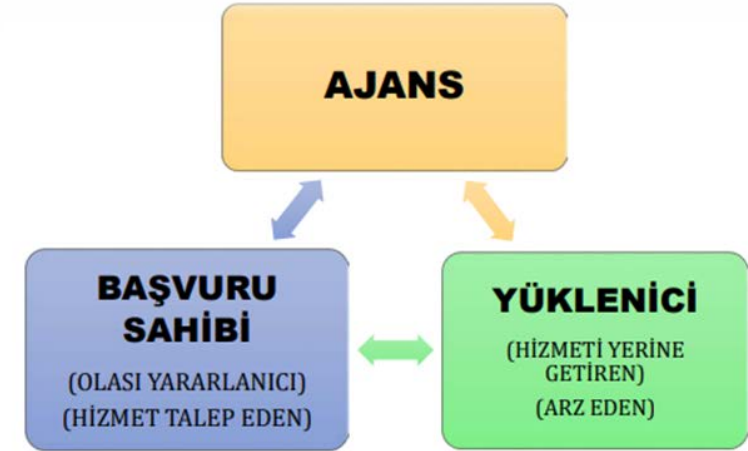 AJANS
BAŞVURU
SAHİBİ
(OLASI YARARLANICI)
(HİZMET TALEP EDEN)
YÜKLENİCİ
(HİZMETİ YERİNE
GETİREN)
(ARZ EDEN)